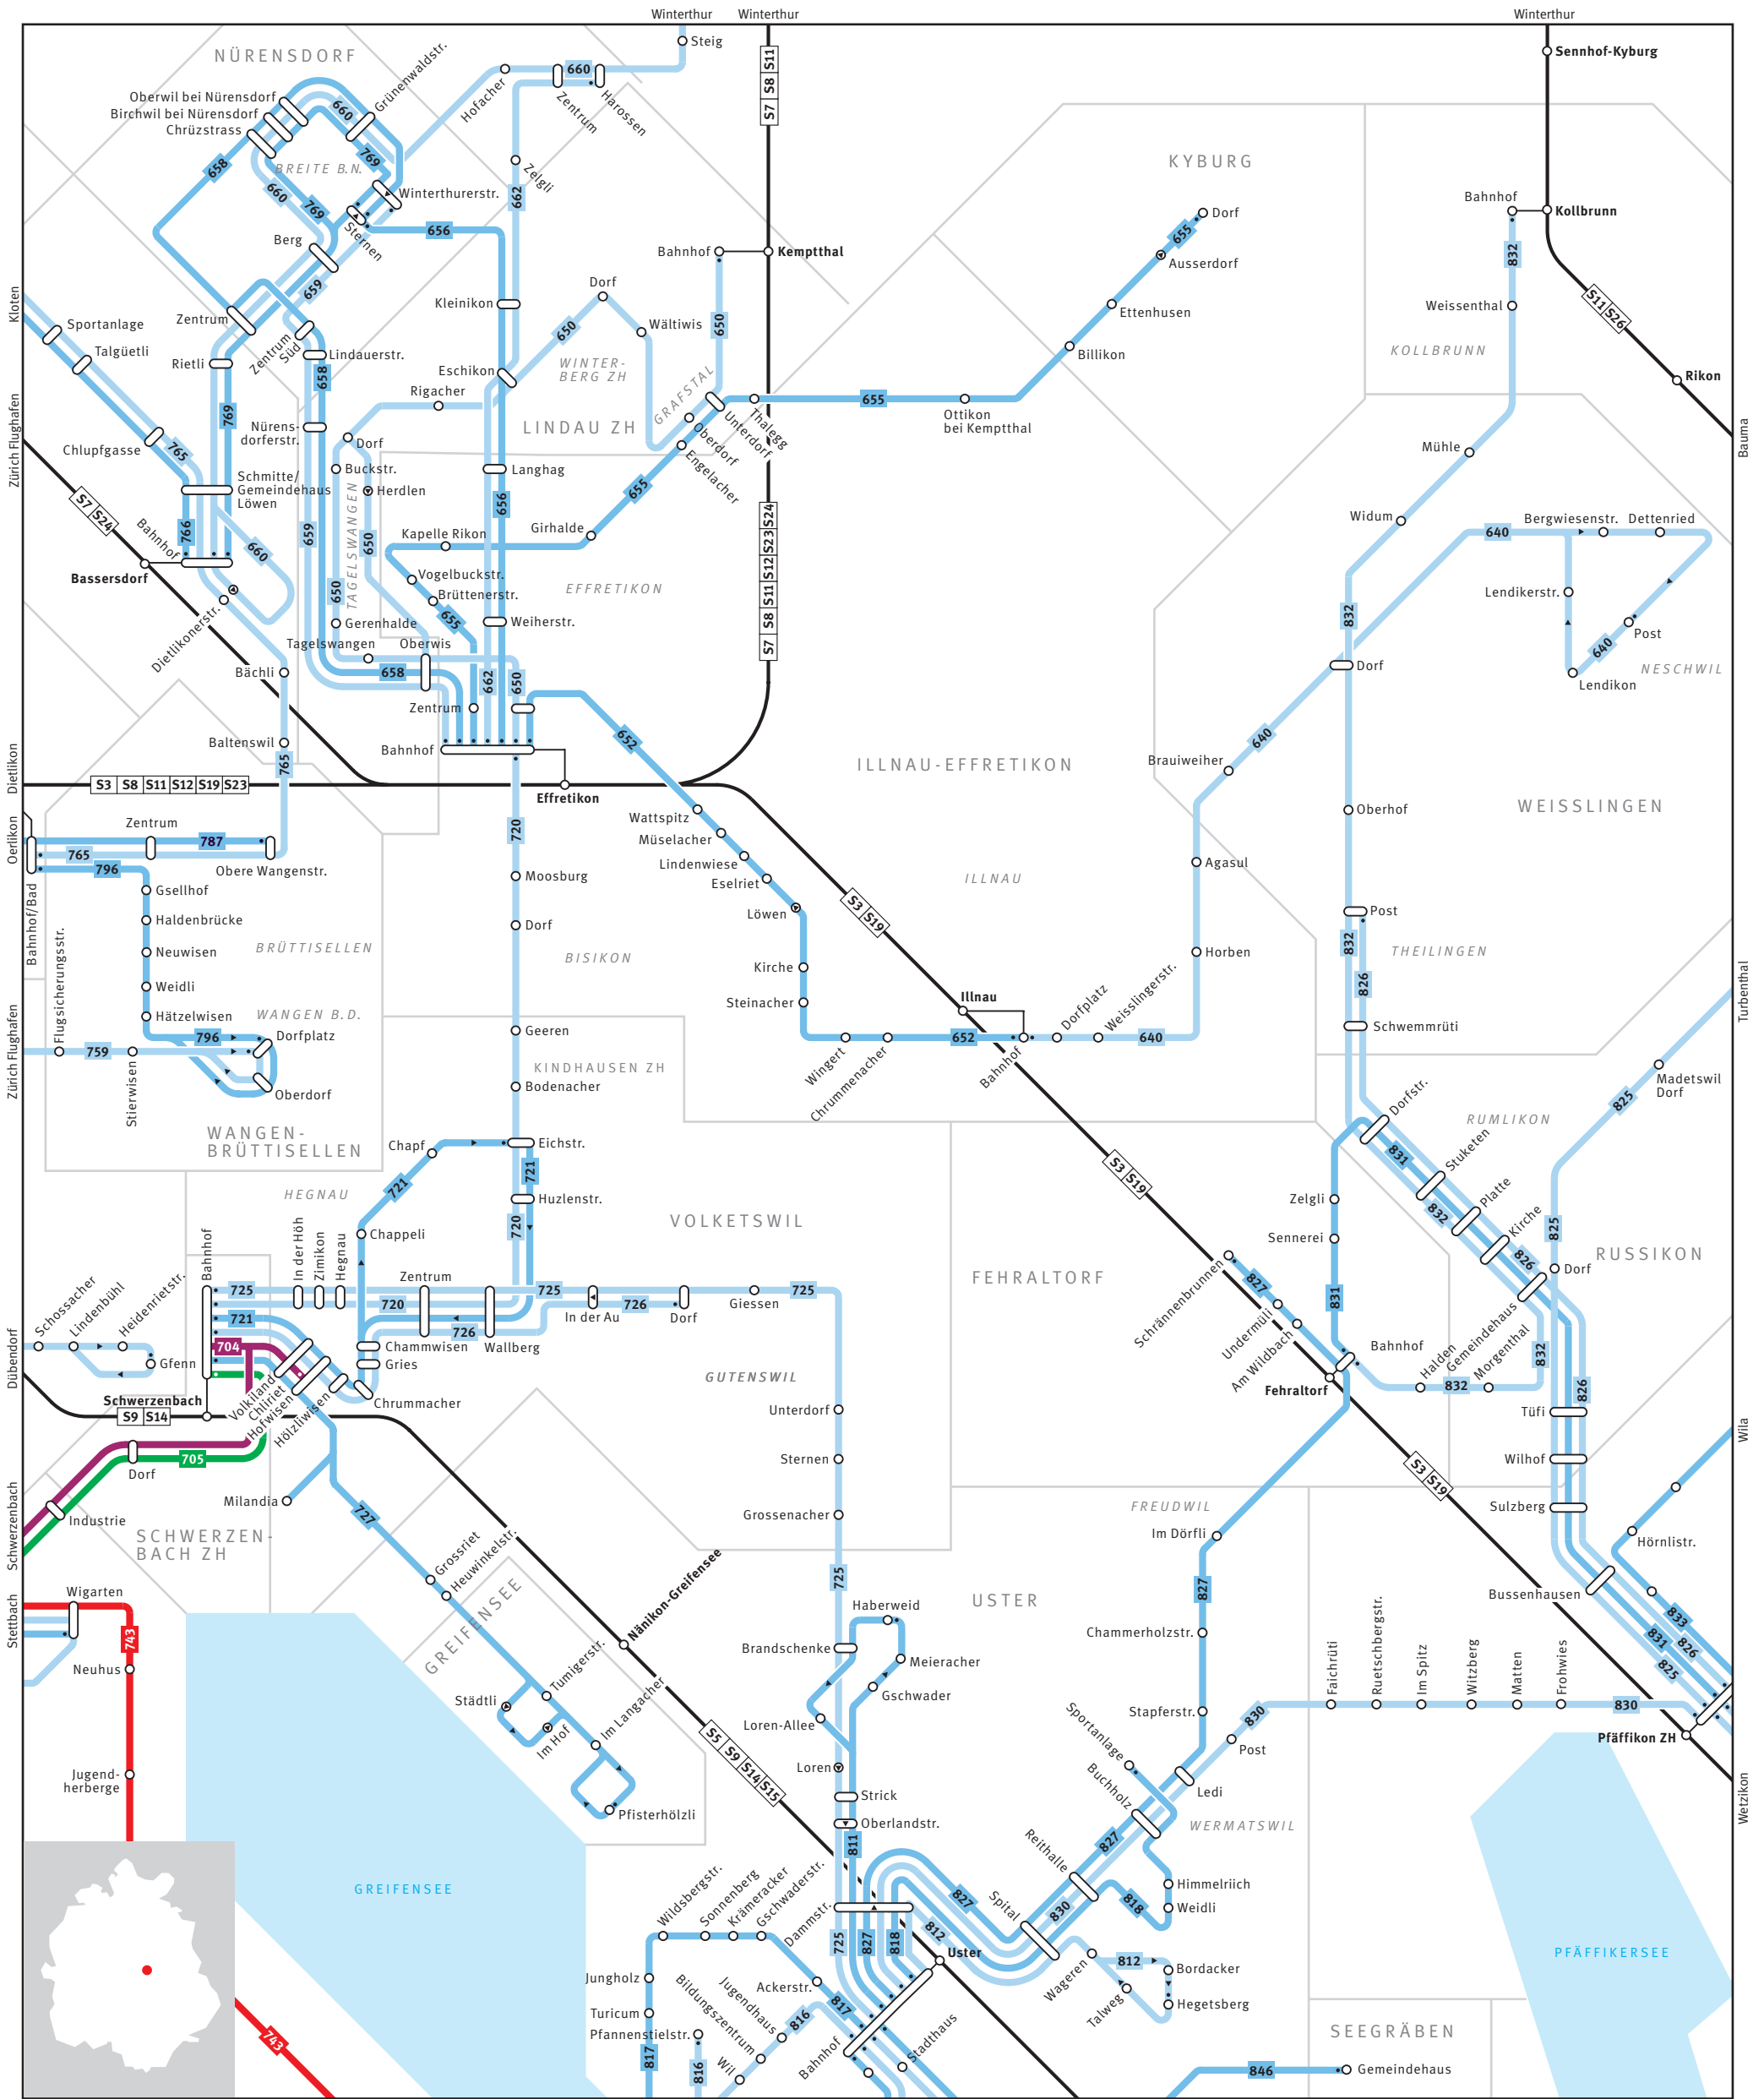 Winterthur
Winterthur
Winterthur
Steig
Sennhof-Kyburg
NÜRENSDORF
Grünenwaldstr.
660
S7 S8 S11
Hofacher
Zentrum
Harossen
Oberwil bei Nürensdorf
Birchwil bei Nürensdorf
Chrüzstrass
660
658
769
BREITE B.N.
KYBURG
Zelgli
662
660
769
Winterthurerstr.
Sternen
656
Berg
659
Bahnhof
Kollbrunn
Dorf
655
Ausserdorf
832
Bahnhof
Kemptthal
Kloten
Dorf
Kleinikon
650
Wältiwis
650
Ettenhusen
Weissenthal
S11 S26
Zentrum
Sportanlage
Talgüetli
Zentrum
Süd
Lindauerstr.
Rietli
Billikon
KOLLBRUNN
658
Eschikon
WINTER-
BERG ZH
GRAFSTAL
Rikon
Rigacher
655
Thalegg
Unterdorf
Oberdorf
Engelacher
Ottikon
bei Kemptthal
LINDAU ZH
769
Nürens-
dorferstr.
Dorf
Zürich Flughafen
Bauma
Chlupfgasse
765
Mühle
Buckstr.
Herdlen
Langhag
Schmitte/
Gemeindehaus
Löwen
TAGELSWANGEN
656
655
S7 S24
Widum
640
Bergwiesenstr.
Dettenried
766
Bahnhof
660
659
650
Kapelle Rikon
Girhalde
S7 S8 S11 S12 S23 S24
Bassersdorf
Vogelbuckstr.
Brüttenerstr.
655
EFFRETIKON
650
Lendikerstr.
Post
Dietlikonerstr.
Gerenhalde
Tagelswangen
Oberwis
Weiherstr.
832
640
Lendikon
NESCHWIL
Bächli
658
662
650
Dorf
Zentrum
Baltenswil
Bahnhof
652
765
640
Dietlikon
S3 S8 S11 S12 S19 S23
Effretikon
ILLNAU-EFFRETIKON
Brauiweiher
WEISSLINGEN
Wattspitz
Müselacher
Lindenwiese
Eselriet
Löwen
Oberhof
Oerlikon
Zentrum
787
765
Obere Wangenstr.
796
720
Gsellhof
Haldenbrücke
Neuwisen
Weidli
Hätzelwisen
Moosburg
Dorf
Agasul
ILLNAU
S3 S19
Bahnhof/Bad
Flugsicherungsstr.
BRÜTTISELLEN
BISIKON
Kirche
Steinacher
Post
832
THEILINGEN
Horben
826
Turbenthal
WANGEN B.D.
Illnau
Dorfplatz
Weisslingerstr.
Schwemmrüti
Zürich Flughafen
796
Dorfplatz
Geeren
Wingert
652
Chrummenacher
Bahnhof
640
759
Stierwisen
Oberdorf
KINDHAUSEN ZH
Bodenacher
Madetswil
Dorf
825
WANGEN-
BRÜTTISELLEN
Chapf
Eichstr.
Dorfstr.
RUMLIKON
831
Stuketen
721
721
S3 S19
Zelgli
HEGNAU
Huzlenstr.
Platte
832
Kirche
VOLKETSWIL
Sennerei
825
Chappeli
720
826
RUSSIKON
Bahnhof
In der Höh
Zimikon
Hegnau
Zentrum
FEHRALTORF
Schrännenbrunnen
827
831
Dorf
Dübendorf
Schossacher
Lindenbühl
Heidenrietstr.
725
720
721
704
725
726
726
In der Au
Dorf
Giessen
725
Undermüli
Am Wildbach
Bahnhof
Halden
Gemeindehaus
Morgenthal
832
832
Gfenn
Chammwisen
Gries
Wallberg
Fehraltorf
826
Schwerzenbach
S9 S14
Volkiland
Chliriet
Hofwisen
Hölzliwisen
Chrummacher
GUTENSWIL
Unterdorf
Tüfi
Wila
705
Dorf
Sternen
S3 S19
Wilhof
Schwerzenbach
Milandia
727
Grossenacher
FREUDWIL
Sulzberg
Industrie
SCHWERZEN-
BACH ZH
Im Dörfli
Hörnlistr.
Stettbach
Grossriet
Heuwinkelstr.
Nänikon-Greifensee
725
827
Bussenhausen
Wigarten
GREIFENSEE
USTER
Haberweid
833
826
831
825
743
Brandschenke
Chammerholzstr.
Neuhus
Meieracher
Faichrüti
Ruetschbergstr.
Im Spitz
Witzberg
Matten
Frohwies
Tumigerstr.
Städtli
Im Hof
Im Langacher
Gschwader
Loren-Allee
Stapferstr.
830
830
Sportanlage
Post
Pfäffikon ZH
Jugend-
herberge
S5 S9 S14 S15
Loren
Buchholz
Ledi
Wetzikon
Pfisterhölzli
Strick
Oberlandstr.
WERMATSWIL
811
827
Reithalle
GREIFENSEE
Wildsbergstr.
Sonnenberg
Krämeracker
Gschwaderstr.
827
Spital
Himmelriich
818
Weidli
830
Dammstr.
725
827
818
812
Uster
812
Wageren
Bordacker
PFÄFFIKERSEE
Jungholz
Ackerstr.
Talweg
Hegetsberg
Turicum
Bildungszentrum
Jugendhaus
817
816
Pfannenstielstr.
SEEGRÄBEN
743
817
816
Wil
Bahnhof
Stadthaus
846
Gemeindehaus